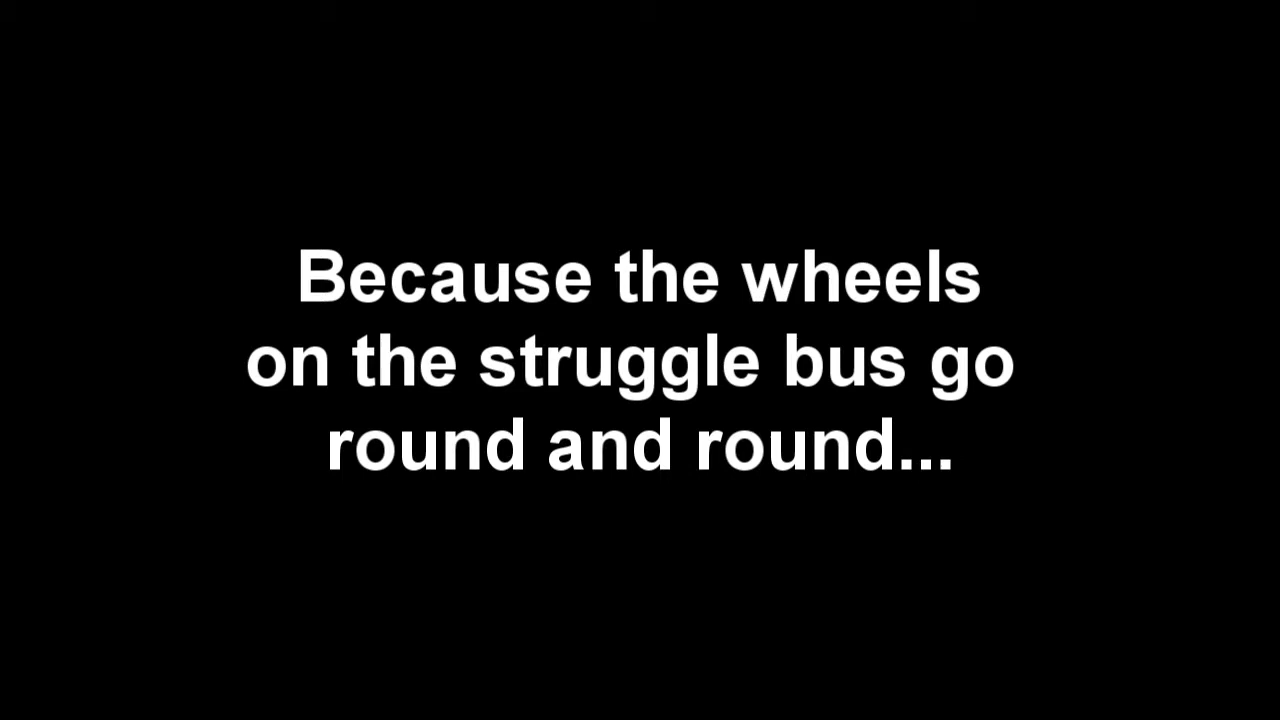 Because the wheels
on the struggle bus go
round and round...